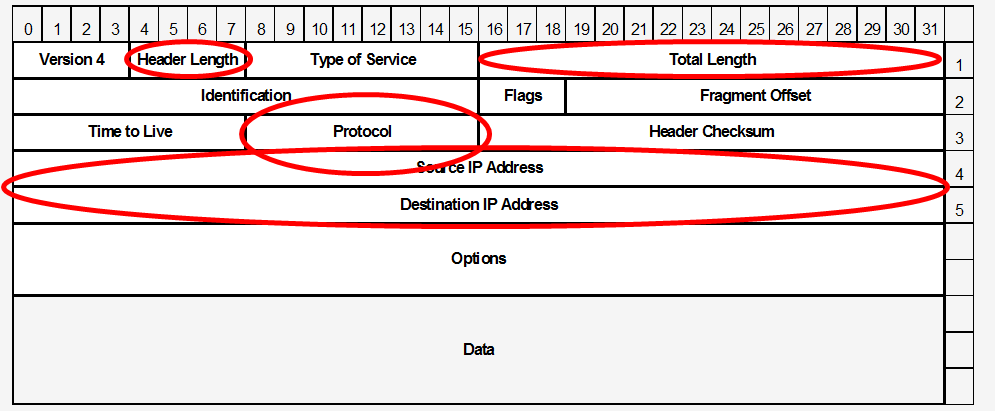 0 1 2 3 4 5 6 7 8 9 10 11 12 13 14 15 16 17 18 19 20 21 22 23 24 25 26 27 28 29 30 31
Version 4 Header Length Type of Service Total Length 1
Identification Flags Fragment Offset 2
Time to Live Protocol Header Checksum 3
Source IP Address 4
Destination IP Address 5
Options
Data